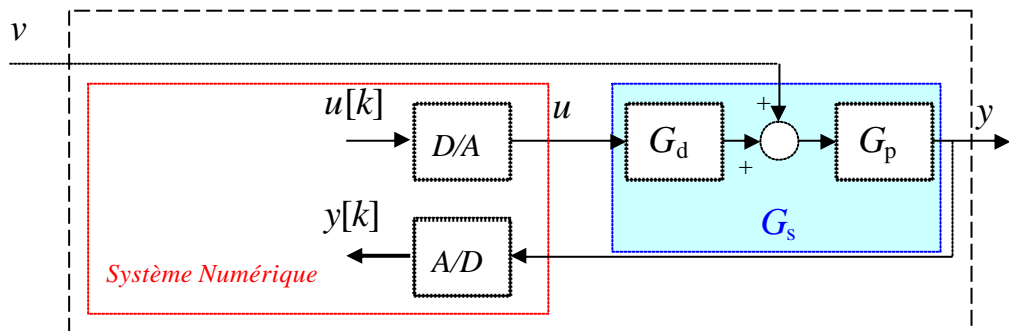 v
u[k]
D/A
u
G_d
+
+
G_p
y
G_s
y[k]
A/D
Système Numérique